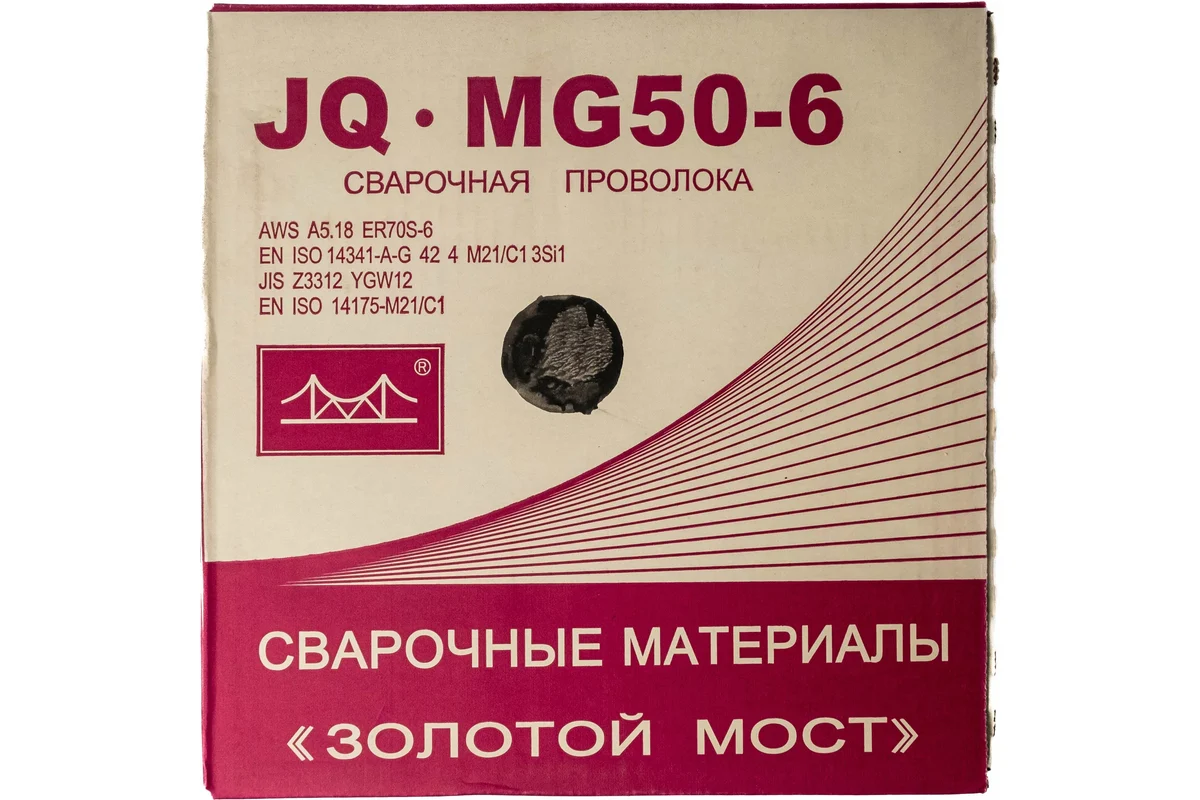 JQ · MG50-6
СВАРОЧНАЯ ПРОВОЛОКА
AWS A5.18 ER70S-6
EN ISO 14341-A-G 42 4 M21/C1 3Si1
JIS Z3312 YGW12
EN ISO 14175-M21/C1
®
СВАРОЧНЫЕ МАТЕРИАЛЫ
«ЗОЛОТОЙ МОСТ»